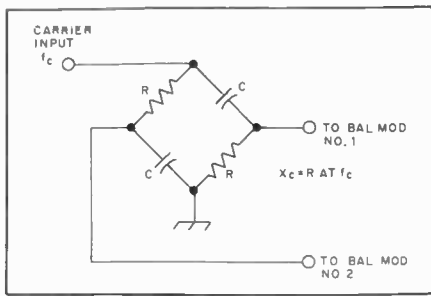 CARRIER
INPUT
fc
R
C
C
R
TO BAL MOD
NO. 1
Xc=R AT fc
TO BAL MOD
NO 2